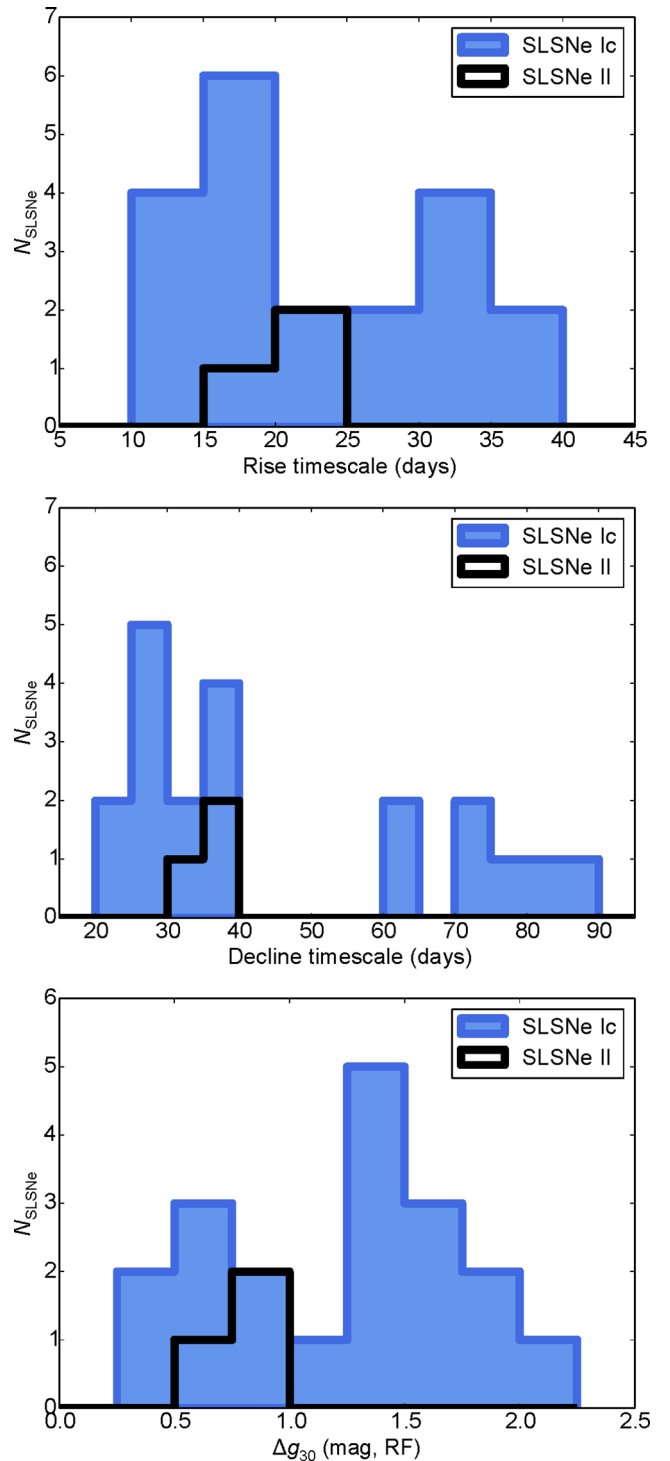 7
6
5
4
3
2
1
0
N_SLSNe
SLSNe Ic
SLSNe II
5 10 15 20 25 30 35 40 45
Rise timescale (days)
7
6
5
4
3
2
1
0
N_SLSNe
SLSNe Ic
SLSNe II
20 30 40 50 60 70 80 90
Decline timescale (days)
6
5
4
3
2
1
0
N_SLSNe
SLSNe Ic
SLSNe II
0.0 0.5 1.0 1.5 2.0 2.5
Δg₃₀ (mag, RF)